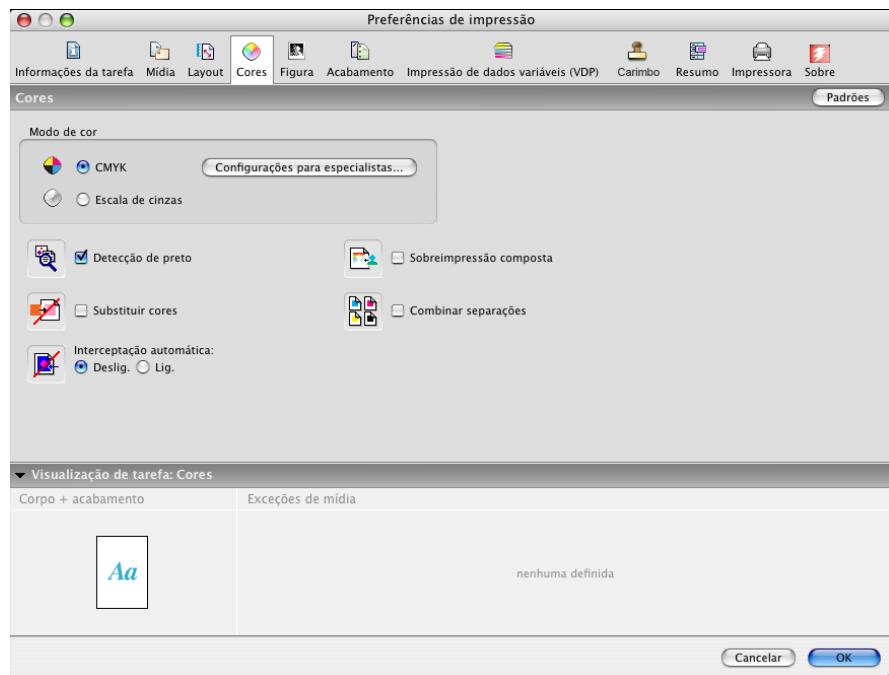 Preferências de impressão
Informações da tarefa Mídia Layout Cores Figura Acabamento Impressão de dados variáveis (VDP) Carimbo Resumo Impressora Sobre
Cores Padrões
Modo de cor
CMYK Configurações para especialistas...
Escala de cinzas
Detecção de preto Sobreimpressão composta
Substituir cores Combinar separações
Interceptação automática:
Deslig. Lig.
Visualização de tarefa: Cores
Corpo + acabamento Exceções de mídia
Aa
nenhuma definida
Cancelar OK